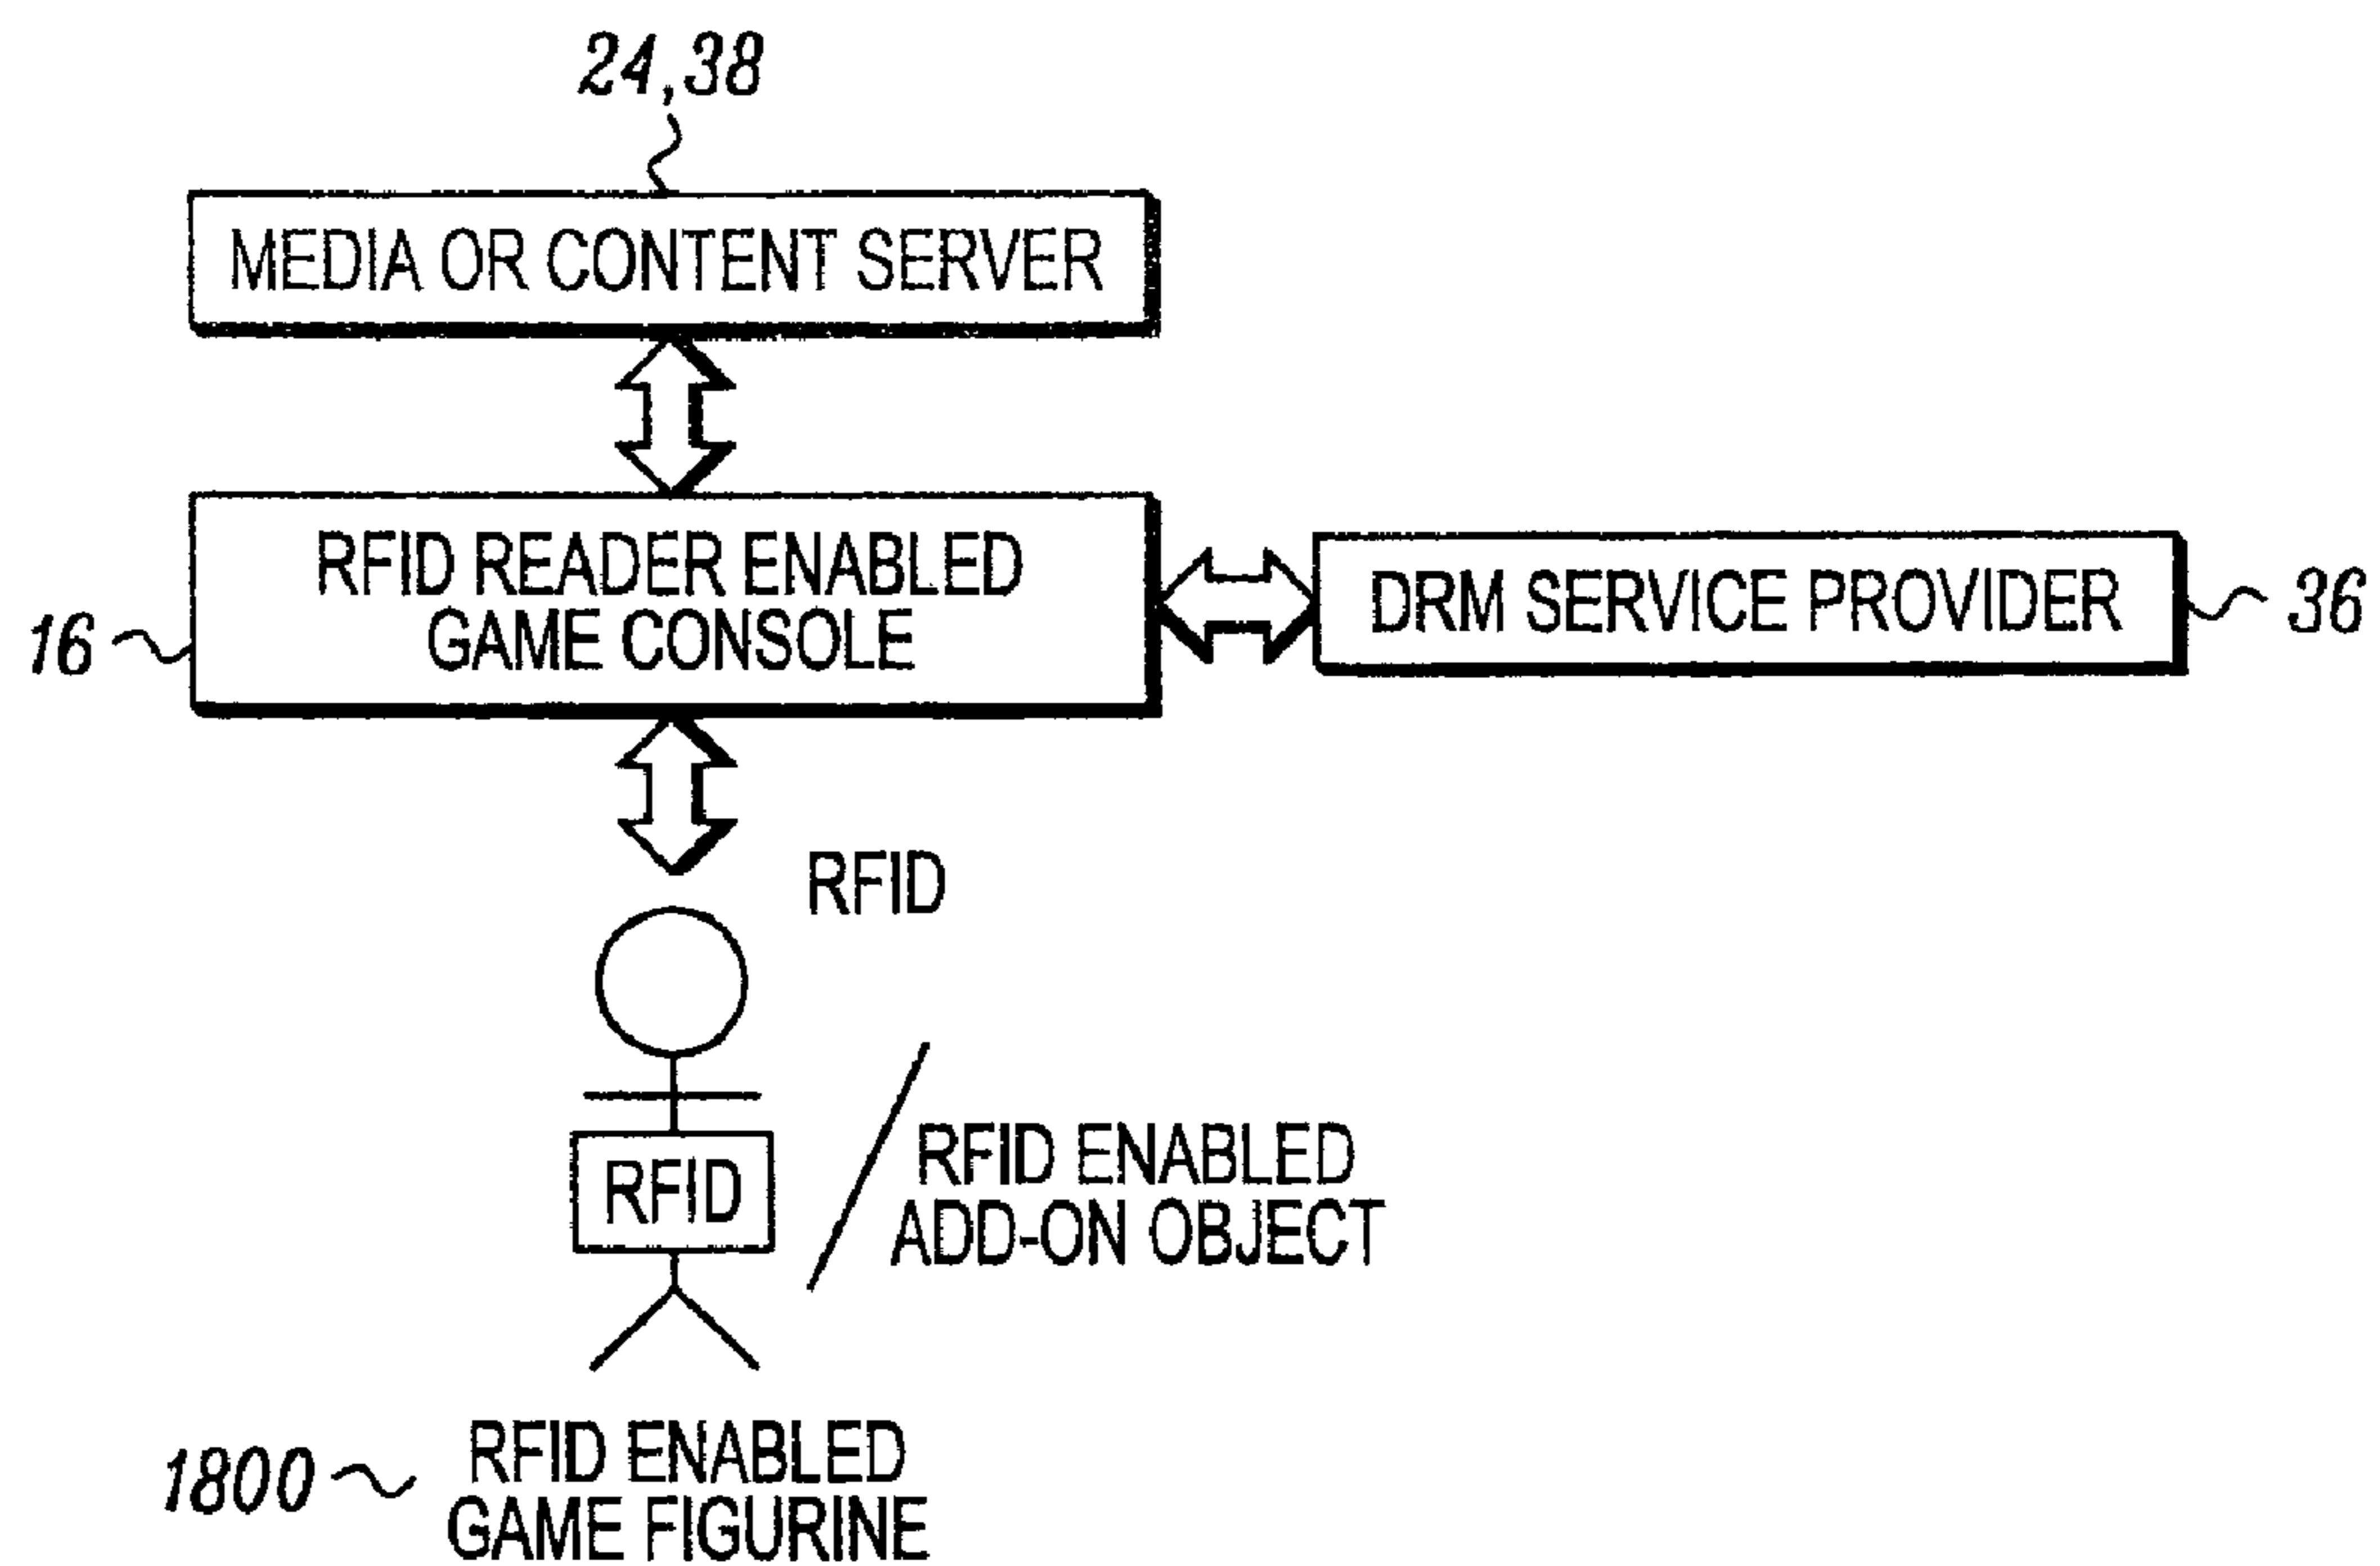 24,38
MEDIA OR CONTENT SERVER
RFID READER ENABLED
GAME CONSOLE
16
DRM SERVICE PROVIDER
36
RFID
RFID
RFID ENABLED
ADD-ON OBJECT
1800
RFID ENABLED
GAME FIGURINE